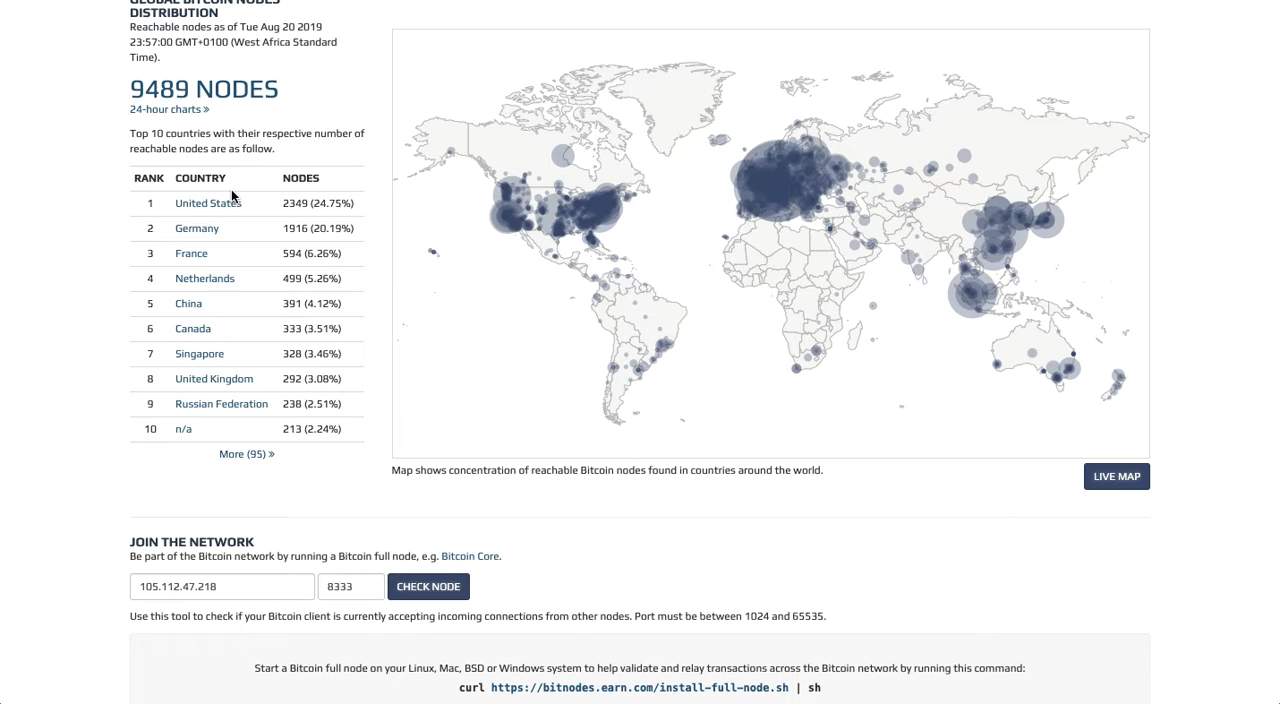 GLOBAL BITCOIN NODES
DISTRIBUTION
Reachable nodes as of Tue Aug 20 2019
23:57:00 GMT+0100 (West Africa Standard
Time).
9489 NODES
24-hour charts »
Top 10 countries with their respective number of
reachable nodes are as follow.
RANK COUNTRY NODES
1 United States 2349 (24.75%)
2 Germany 1916 (20.19%)
3 France 594 (6.26%)
4 Netherlands 499 (5.26%)
5 China 391 (4.12%)
6 Canada 333 (3.51%)
7 Singapore 328 (3.46%)
8 United Kingdom 292 (3.08%)
9 Russian Federation 238 (2.51%)
10 n/a 213 (2.24%)
More (95) »
Map shows concentration of reachable Bitcoin nodes found in countries around the world.
LIVE MAP
JOIN THE NETWORK
Be part of the Bitcoin network by running a Bitcoin full node, e.g. Bitcoin Core.
105.112.47.218 8333 CHECK NODE
Use this tool to check if your Bitcoin client is currently accepting incoming connections from other nodes. Port must be between 1024 and 65535.
Start a Bitcoin full node on your Linux, Mac, BSD or Windows system to help validate and relay transactions across the Bitcoin network by running this command:
curl https://bitnodes.earn.com/install-full-node.sh | sh